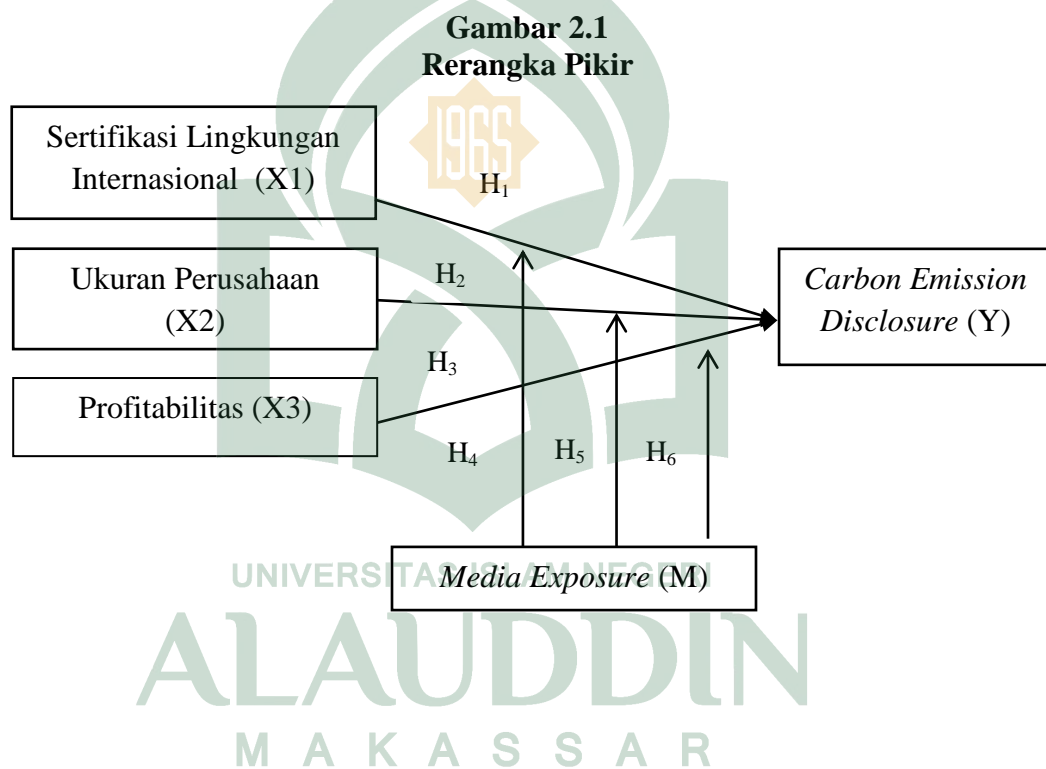 Gambar 2.1
Rerangka Pikir
1965
Sertifikasi Lingkungan
Internasional (X1)
H₁
Ukuran Perusahaan
(X2)
H₂
Carbon Emission
Disclosure (Y)
H₃
Profitabilitas (X3)
H₄
H₅
H₆
Media Exposure (M)
UNIVERSITAS ISLAM NEGERI
ALAUDDIN
MAKASSAR